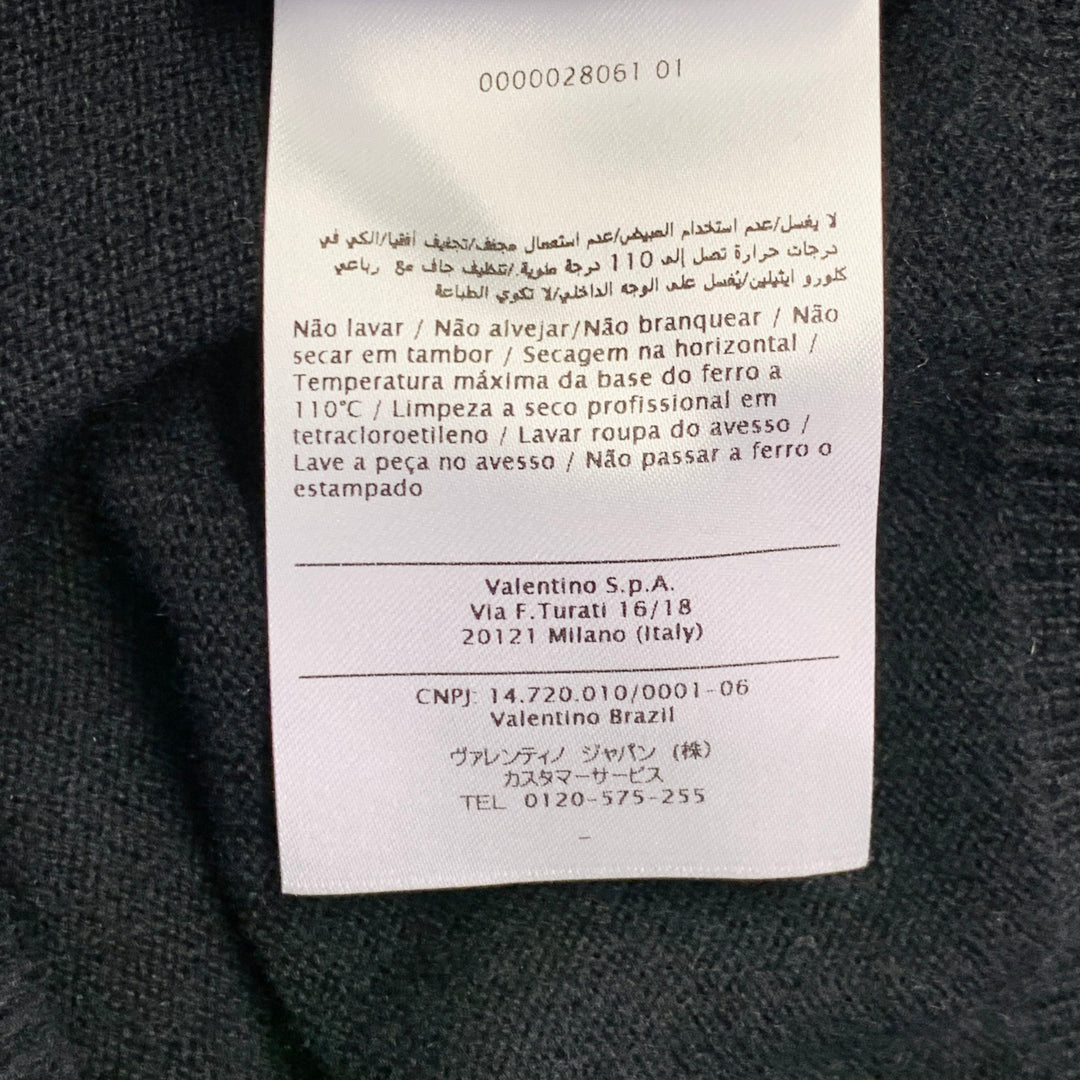 0000028061 01
لا يغسل/عدم استخدام المبيض/عدم استعمال مجفف/تجفيف أفقيا/الكي في
درجات حرارة تصل إلى 110 درجة مئوية./تنظيف جاف مع رباعي
كلورو ايثيلين/يُغسل على الوجه الداخلي/لا تكوي الطباعة
Não lavar / Não alvejar/Não branquear / Não
secar em tambor / Secagem na horizontal /
Temperatura máxima da base do ferro a
110°C / Limpeza a seco profissional em
tetracloroetileno / Lavar roupa do avesso /
Lave a peça no avesso / Não passar a ferro o
estampado
Valentino S.p.A.
Via F.Turati 16/18
20121 Milano (Italy)
CNPJ: 14.720.010/0001-06
Valentino Brazil
ヴァレンティノ ジャパン (株)
カスタマーサービス
TEL 0120-575-255